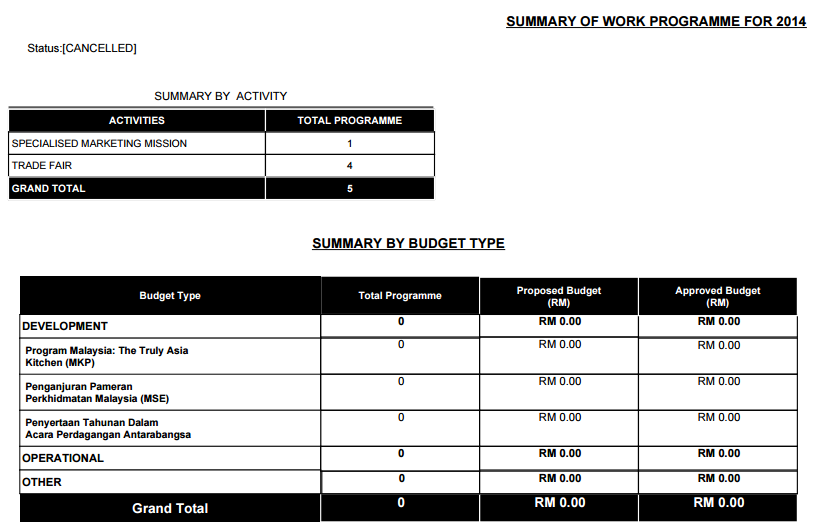 SUMMARY OF WORK PROGRAMME FOR 2014
Status:[CANCELLED]
SUMMARY BY ACTIVITY
ACTIVITIES TOTAL PROGRAMME
SPECIALISED MARKETING MISSION 1
TRADE FAIR 4
GRAND TOTAL 5
SUMMARY BY BUDGET TYPE
Budget Type Total Programme Proposed Budget (RM) Approved Budget (RM)
DEVELOPMENT 0 RM 0.00 RM 0.00
Program Malaysia: The Truly Asia 0 RM 0.00 RM 0.00
Kitchen (MKP)
Penganjuran Pameran 0 RM 0.00 RM 0.00
Perkhidmatan Malaysia (MSE)
Penyertaan Tahunan Dalam 0 RM 0.00 RM 0.00
Acara Perdagangan Antarabangsa
OPERATIONAL 0 RM 0.00 RM 0.00
OTHER 0 RM 0.00 RM 0.00
Grand Total 0 RM 0.00 RM 0.00